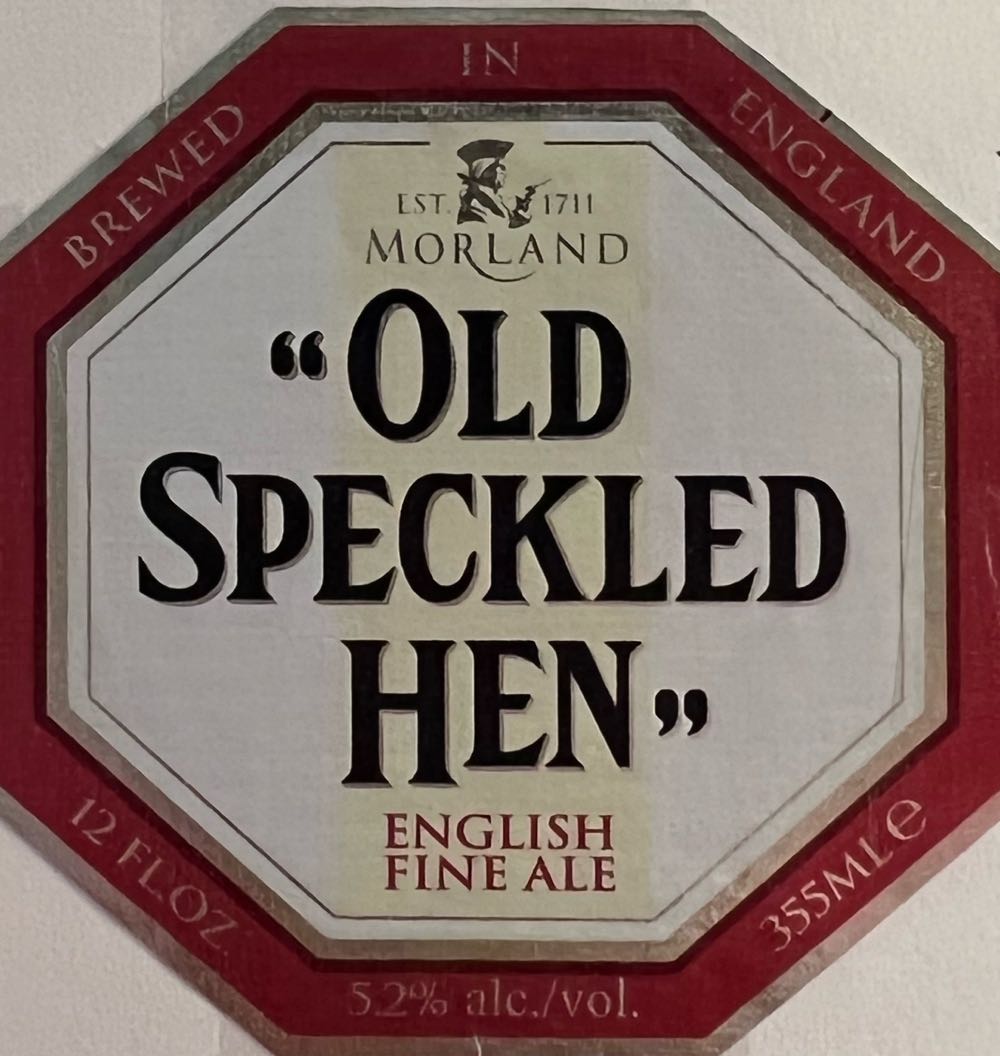 BREWED IN ENGLAND
EST. 1711
MORLAND
“OLD
SPECKLED
HEN”
ENGLISH
FINE ALE
12 FL.OZ
5.2% alc./vol.
355ML e